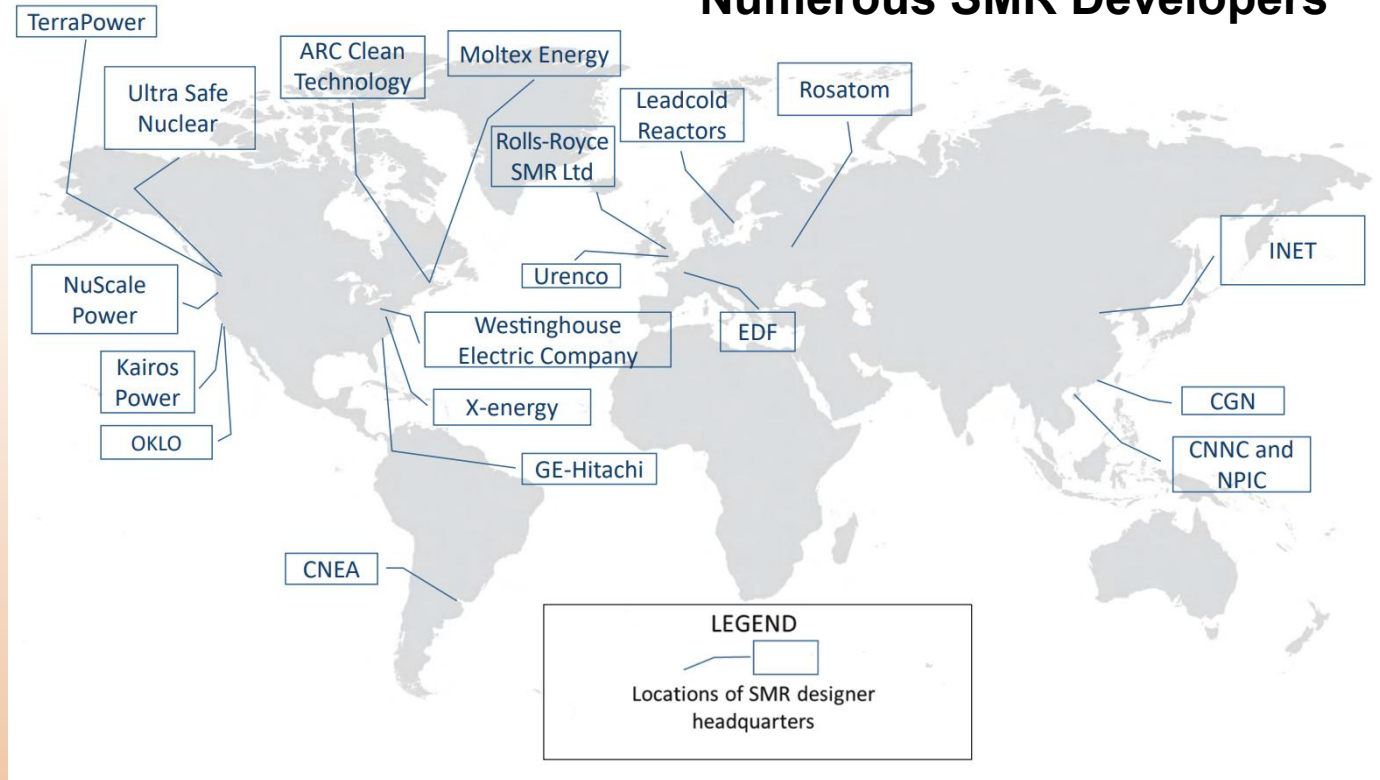 Numerous SMR Developers
TerraPower
Ultra Safe
Nuclear
ARC Clean
Technology
Moltex Energy
Rolls-Royce
SMR Ltd
Leadcold
Reactors
Rosatom
INET
NuScale
Power
Urenco
Westinghouse
Electric Company
EDF
Kairos
Power
X-energy
CGN
OKLO
GE-Hitachi
CNNC and
NPIC
CNEA
LEGEND
Locations of SMR designer
headquarters